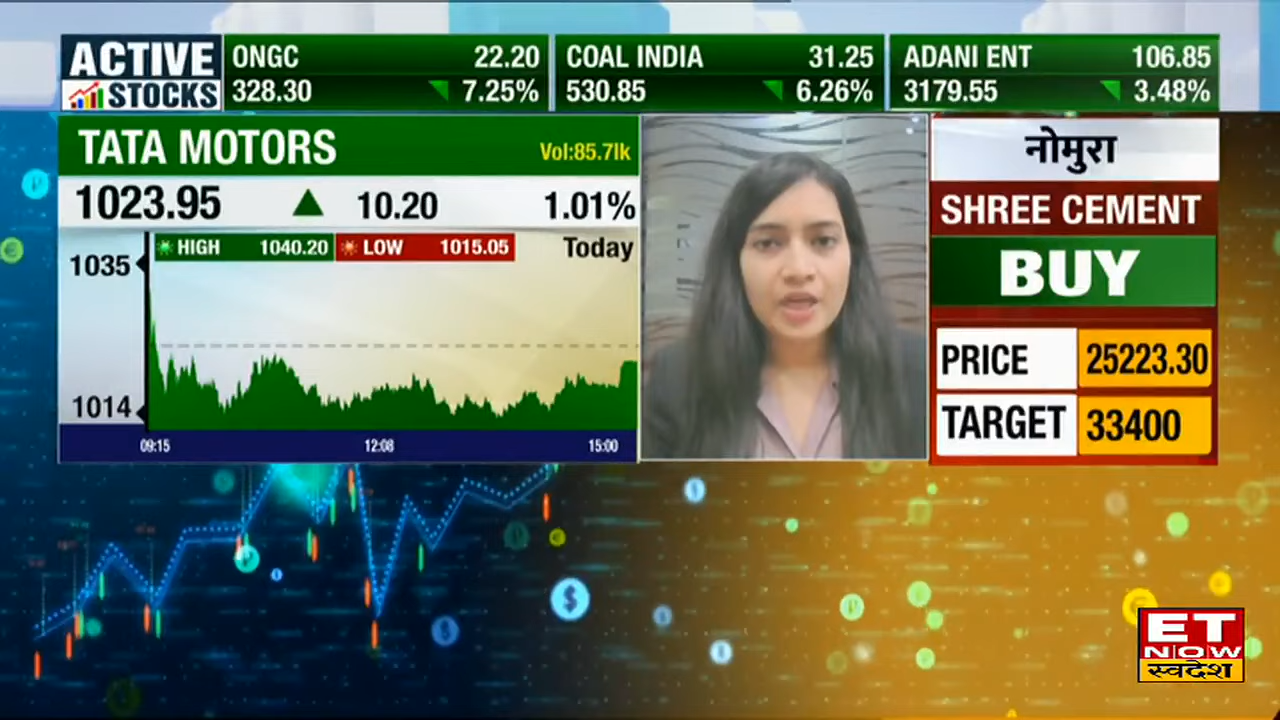 ACTIVE
STOCKS
ONGC 22.20
328.30 7.25%
COAL INDIA 31.25
530.85 6.26%
ADANI ENT 106.85
3179.55 3.48%
TATA MOTORS Vol:85.7lk
1023.95 10.20 1.01%
HIGH 1040.20 LOW 1015.05 Today
1035
1014
09:15 12:08 15:00
नोमुरा
SHREE CEMENT
BUY
PRICE 25223.30
TARGET 33400
ET
NOW
स्वदेश